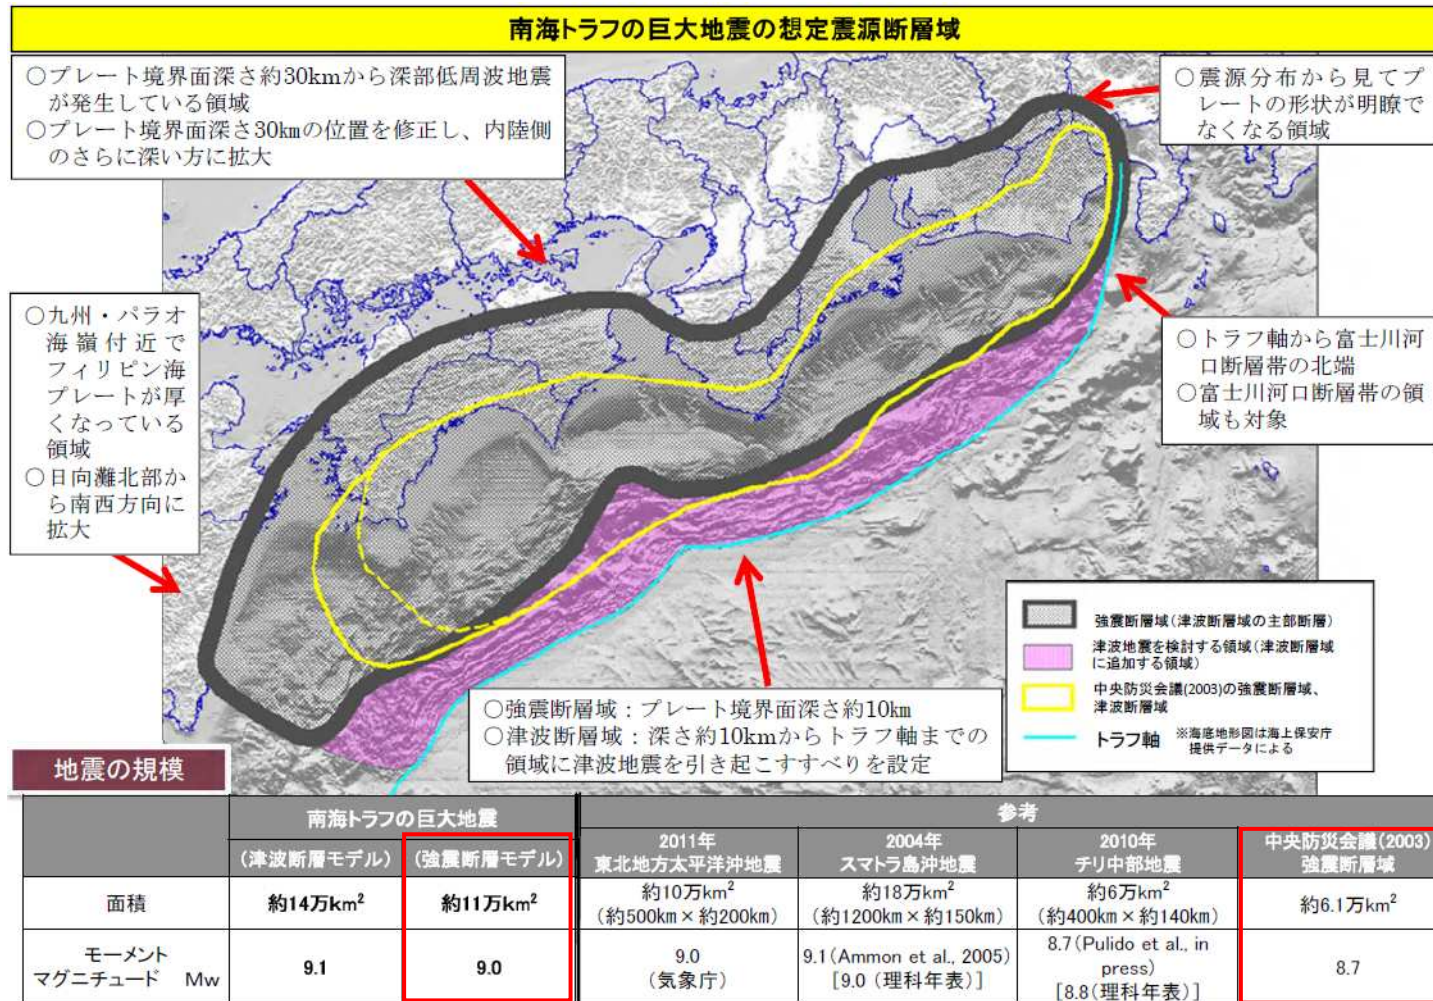 南海トラフの巨大地震の想定震源断層域
○プレート境界面深さ約30kmから深部低周波地震
が発生している領域
○プレート境界面深さ30㎞の位置を修正し、内陸側
のさらに深い方に拡大
○震源分布から見てプ
レートの形状が明瞭で
なくなる領域
○九州・パラオ
海嶺付近で
フィリピン海
プレートが厚
くなっている
領域
○日向灘北部か
ら南西方向に
拡大
○トラフ軸から富士川河
口断層帯の北端
○富士川河口断層帯の領
域も対象
○強震断層域：プレート境界面深さ約10㎞
○津波断層域：深さ約10kmからトラフ軸までの
領域に津波地震を引き起こすすべりを設定
強震断層域(津波断層域の主部断層)
津波地震を検討する領域(津波断層域
に追加する領域)
中央防災会議(2003)の強震断層域、
津波断層域
トラフ軸 ※海底地形図は海上保安庁
提供データによる
地震の規模
南海トラフの巨大地震 参考
(津波断層モデル) (強震断層モデル) 2011年 東北地方太平洋沖地震 2004年 スマトラ島沖地震 2010年 チリ中部地震 中央防災会議(2003) 強震断層域
面積 約14万km² 約11万km² 約10万km² (約500km×約200km) 約18万km² (約1200km×約150km) 約6万km² (約400km×約140km) 約6.1万km²
モーメント マグニチュード Mw 9.1 9.0 9.0 (気象庁) 9.1(Ammon et al., 2005) [9.0 (理科年表)] 8.7(Pulido et al., in press) [8.8(理科年表)] 8.7